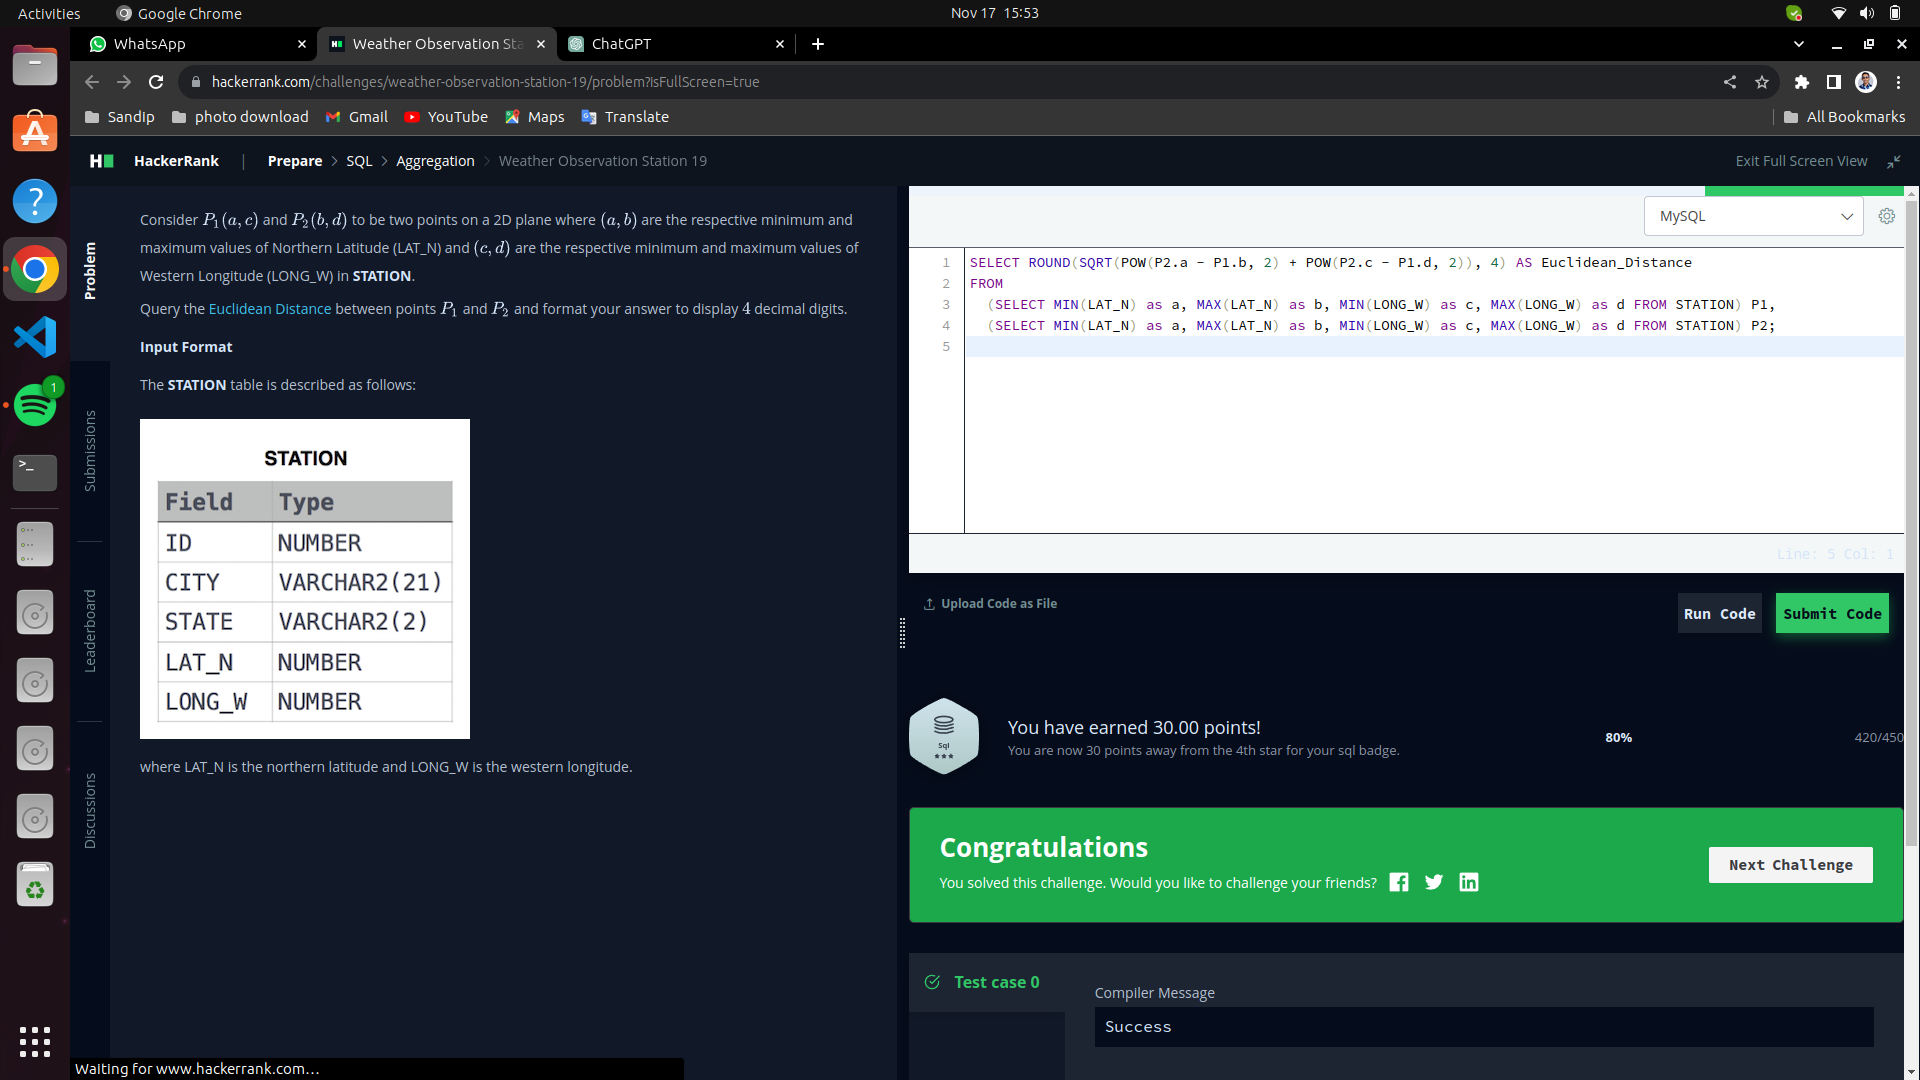 Activities
Google Chrome
Nov 17 15:53
WhatsApp
Weather Observation Sta
ChatGPT
hackerrank.com/challenges/weather-observation-station-19/problem?isFullScreen=true
Sandip
photo download
Gmail
YouTube
Maps
Translate
All Bookmarks
HackerRank
Prepare > SQL > Aggregation > Weather Observation Station 19
Exit Full Screen View
Problem
Submissions
Leaderboard
Discussions
Consider P1(a, c) and P2(b, d) to be two points on a 2D plane where (a, b) are the respective minimum and
maximum values of Northern Latitude (LAT_N) and (c, d) are the respective minimum and maximum values of
Western Longitude (LONG_W) in STATION.
Query the Euclidean Distance between points P1 and P2 and format your answer to display 4 decimal digits.
Input Format
The STATION table is described as follows:
STATION
Field Type
ID NUMBER
CITY VARCHAR2(21)
STATE VARCHAR2(2)
LAT_N NUMBER
LONG_W NUMBER
where LAT_N is the northern latitude and LONG_W is the western longitude.
MySQL
1 SELECT ROUND(SQRT(POW(P2.a - P1.b, 2) + POW(P2.c - P1.d, 2)), 4) AS Euclidean_Distance
2 FROM
3 (SELECT MIN(LAT_N) as a, MAX(LAT_N) as b, MIN(LONG_W) as c, MAX(LONG_W) as d FROM STATION) P1,
4 (SELECT MIN(LAT_N) as a, MAX(LAT_N) as b, MIN(LONG_W) as c, MAX(LONG_W) as d FROM STATION) P2;
5
Line: 5 Col: 1
Upload Code as File
Run Code
Submit Code
Sql
You have earned 30.00 points!
You are now 30 points away from the 4th star for your sql badge.
80%
420/450
Congratulations
You solved this challenge. Would you like to challenge your friends?
Next Challenge
Test case 0
Compiler Message
Success
Waiting for www.hackerrank.com...
1